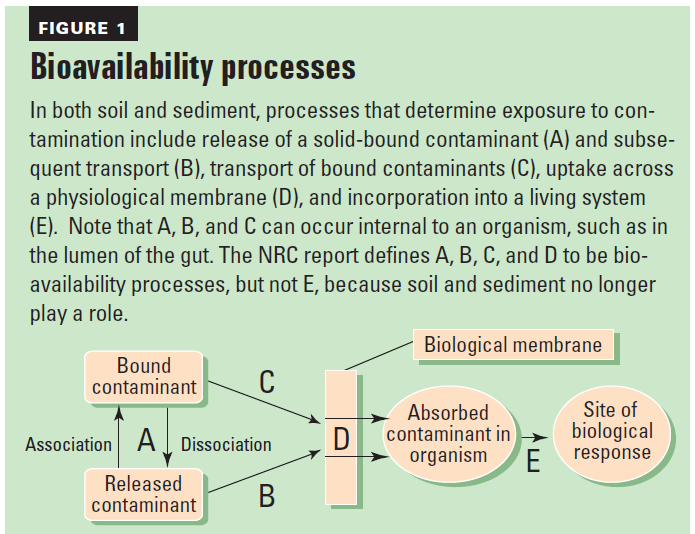 FIGURE 1
Bioavailability processes
In both soil and sediment, processes that determine exposure to con-
tamination include release of a solid-bound contaminant (A) and subse-
quent transport (B), transport of bound contaminants (C), uptake across
a physiological membrane (D), and incorporation into a living system
(E). Note that A, B, and C can occur internal to an organism, such as in
the lumen of the gut. The NRC report defines A, B, C, and D to be bio-
availability processes, but not E, because soil and sediment no longer
play a role.
Biological membrane
Bound
contaminant
C
Association
A
Dissociation
D
Absorbed
contaminant in
organism
E
Site of
biological
response
Released
contaminant
B